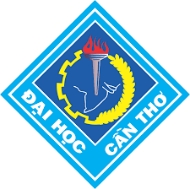 ĐẠI HỌC
CẦN THƠ